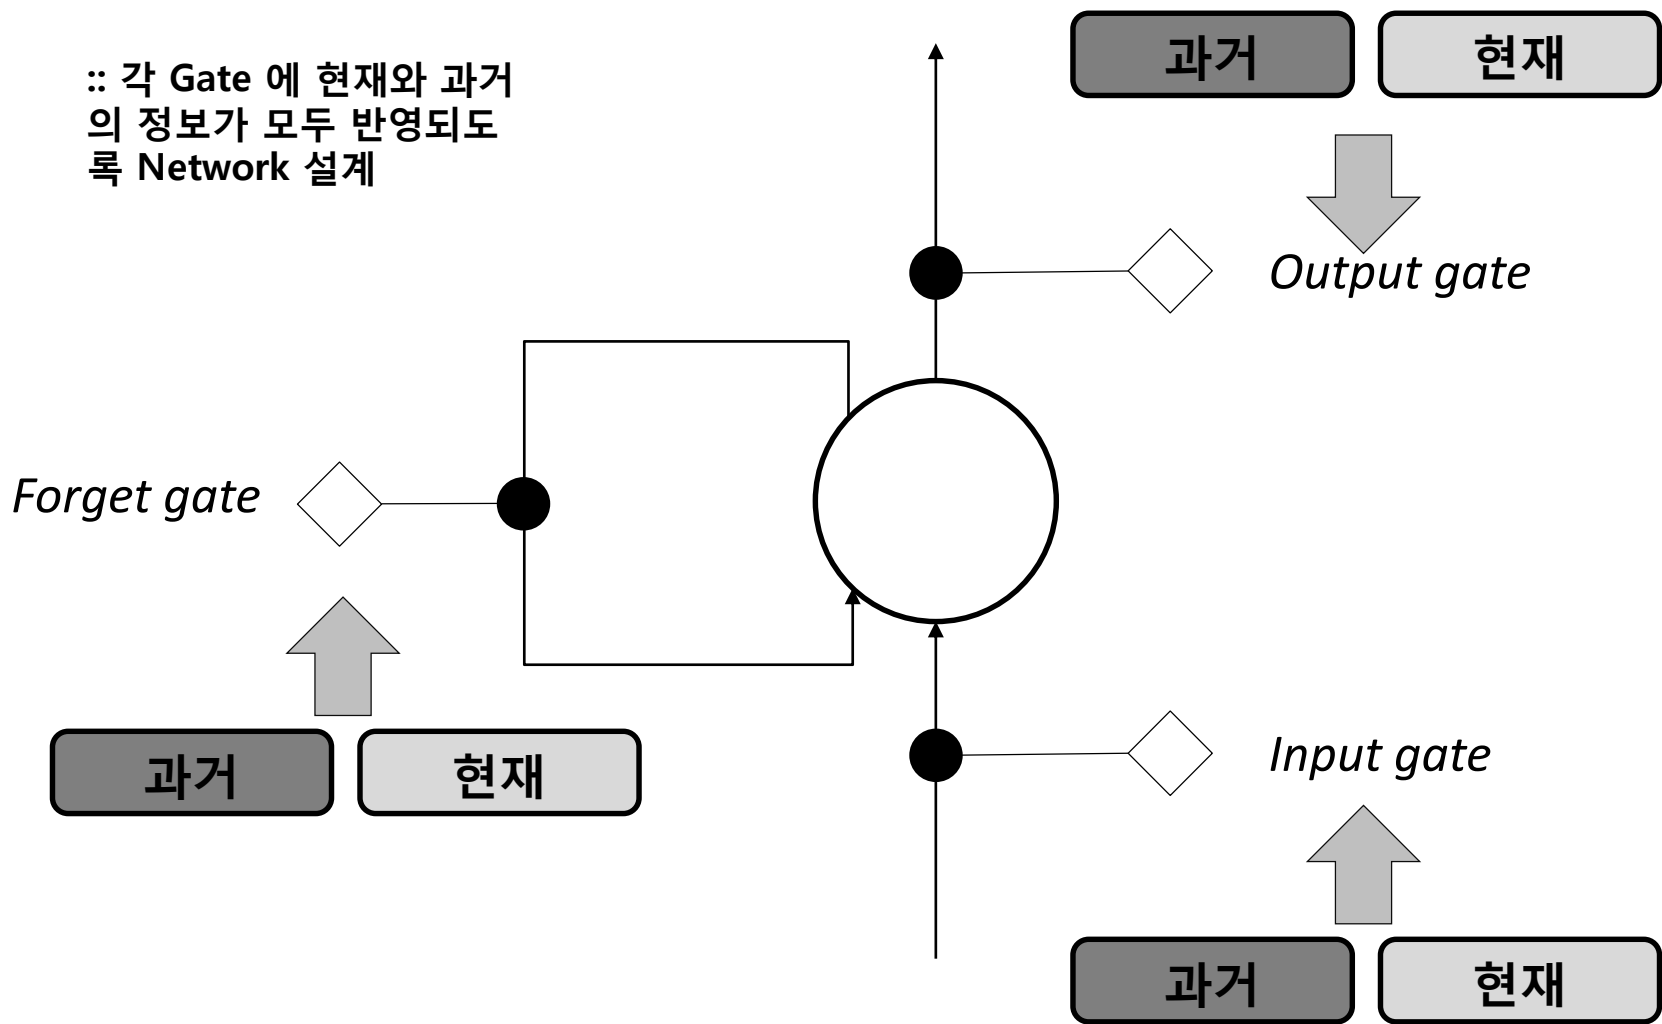 :: 각 Gate 에 현재와 과거
의 정보가 모두 반영되도
록 Network 설계
과거 현재
Output gate
Forget gate
과거 현재
Input gate
과거 현재